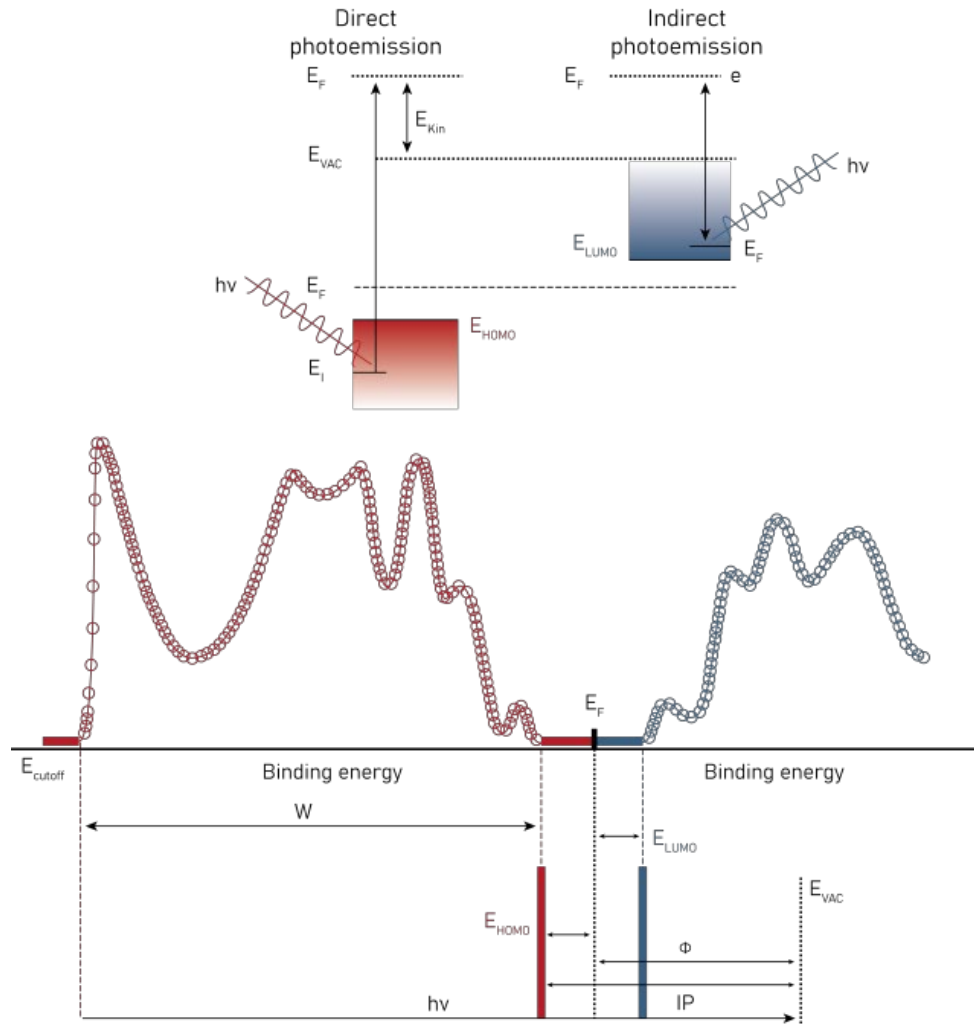 Direct
photoemission
Indirect
photoemission
E_F
E_F
e
E_Kin
E_VAC
hν
E_LUMO
E_F
hν
E_F
E_HOMO
E_I
E_F
E_cutoff
Binding energy
Binding energy
W
E_LUMO
E_VAC
E_HOMO
Φ
hν
IP